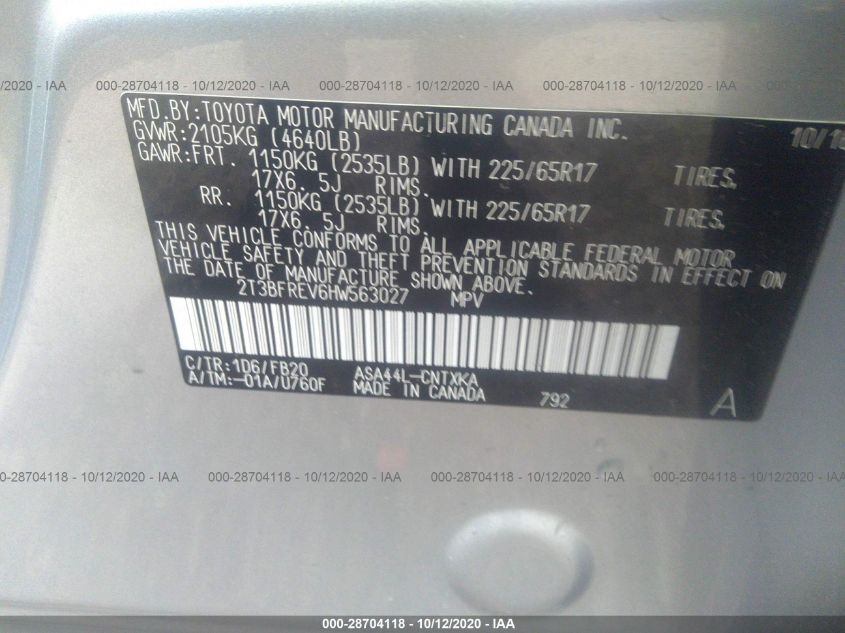 0/2020 - IAA 000-28704118 - 10/12/2020 - IAA 000-28704118 - 10/12/2020 - IAA 000-28704118 - 10/12/2020
MFD.BY:TOYOTA MOTOR MANUFACTURING CANADA INC.
GVWR:2105KG (4640LB) 10/16
GAWR:FRT. 1150KG (2535LB) WITH 225/65R17 TIRES,
17X6. 5J RIMS.
RR. 1150KG (2535LB) WITH 225/65R17 TIRES,
17X6. 5J RIMS.
THIS VEHICLE CONFORMS TO ALL APPLICABLE FEDERAL MOTOR
VEHICLE SAFETY AND THEFT PREVENTION STANDARDS IN EFFECT ON
THE DATE OF MANUFACTURE SHOWN ABOVE.
2T3BFREV6HW563027 MPV
C/TR:1D6/FB20 ASA44L-CNTXKA
A/TM:-01A/U760F MADE IN CANADA 792 A
000-28704118 - 10/12/2020 - IAA 000-28704118 - 10/12/2020 - IAA 000-28704118 - 10/12/2020 - IAA 000-28704118 - 10/12/
000-28704118 - 10/12/2020 - IAA